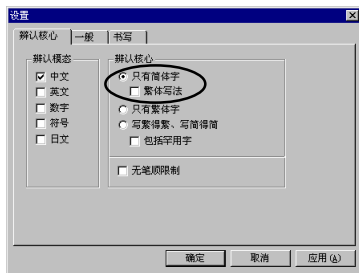 设置
辨认核心 一般 书写
辨认模态
中文
英文
数字
符号
日文
辨认核心
只有简体字
繁体写法
只有繁体字
写繁得繁、写简得简
包括罕用字
无笔顺限制
确定 取消 应用(A)